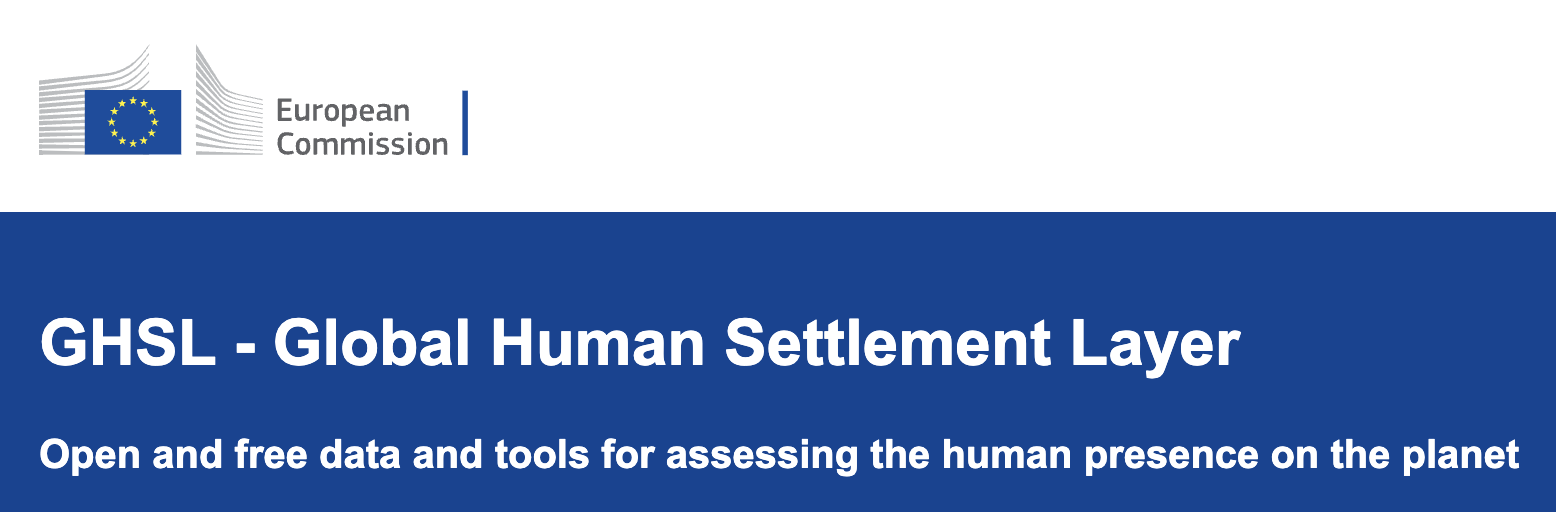 European
Commission
GHSL - Global Human Settlement Layer
Open and free data and tools for assessing the human presence on the planet